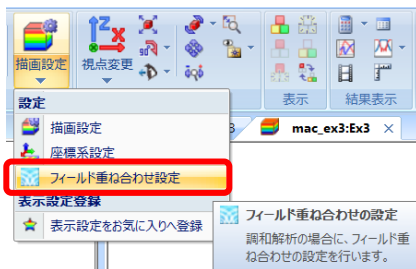 描画設定
視点変更
表示
結果表示
設定
描画設定
座標系設定
フィールド重ね合わせ設定
表示設定登録
表示設定をお気に入りへ登録
3
mac_ex3:Ex3
フィールド重ね合わせの設定
調和解析の場合に、フィールド重
ね合わせの設定を行います。